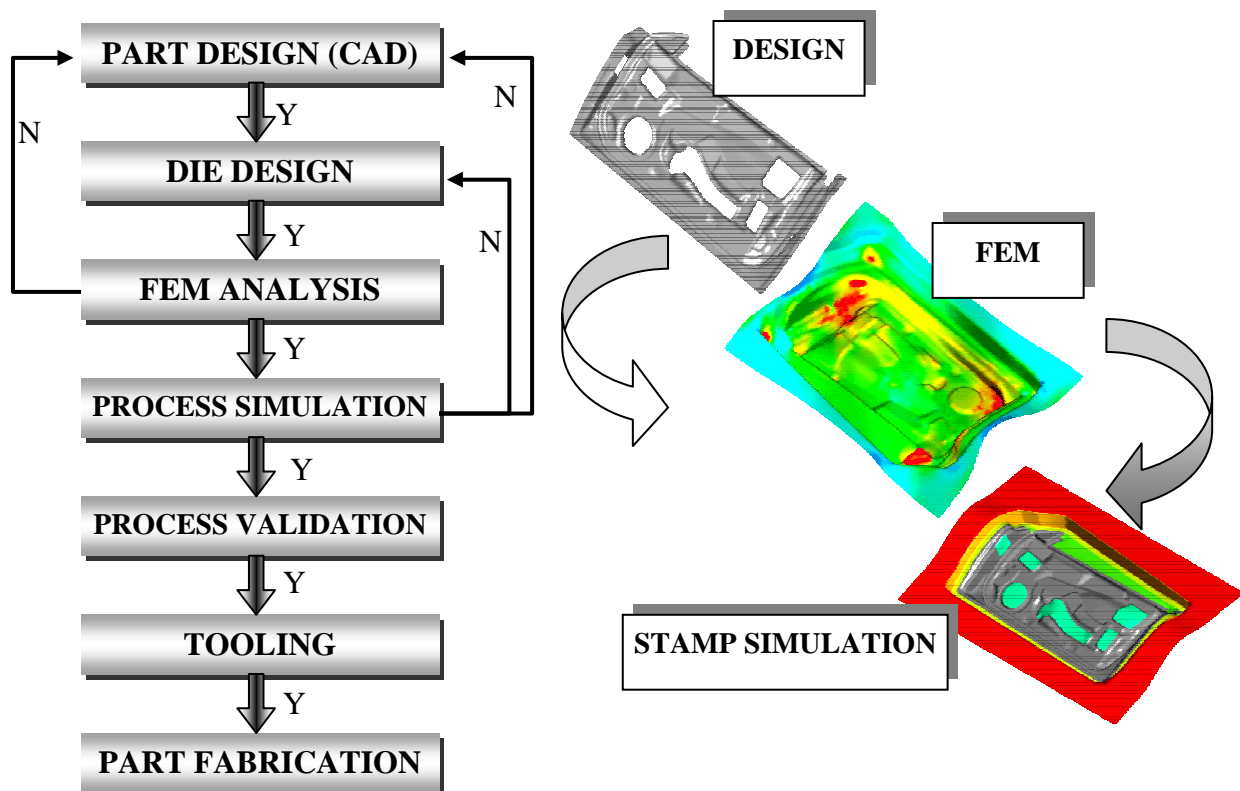 PART DESIGN (CAD)
Y
N
N
DIE DESIGN
Y
N
FEM ANALYSIS
Y
PROCESS SIMULATION
Y
PROCESS VALIDATION
Y
TOOLING
Y
PART FABRICATION
DESIGN
FEM
STAMP SIMULATION